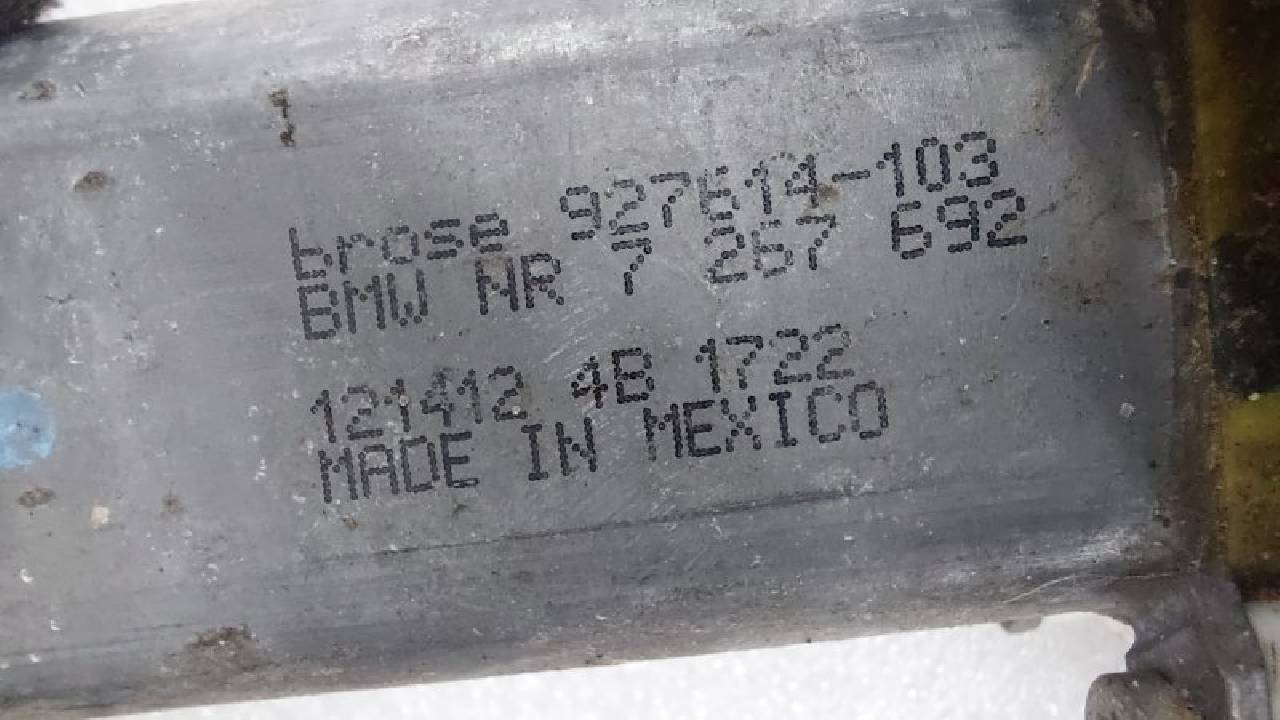 brose 927614-103
BMW NR 7 267 692
121412 4B 1722
MADE IN MEXICO